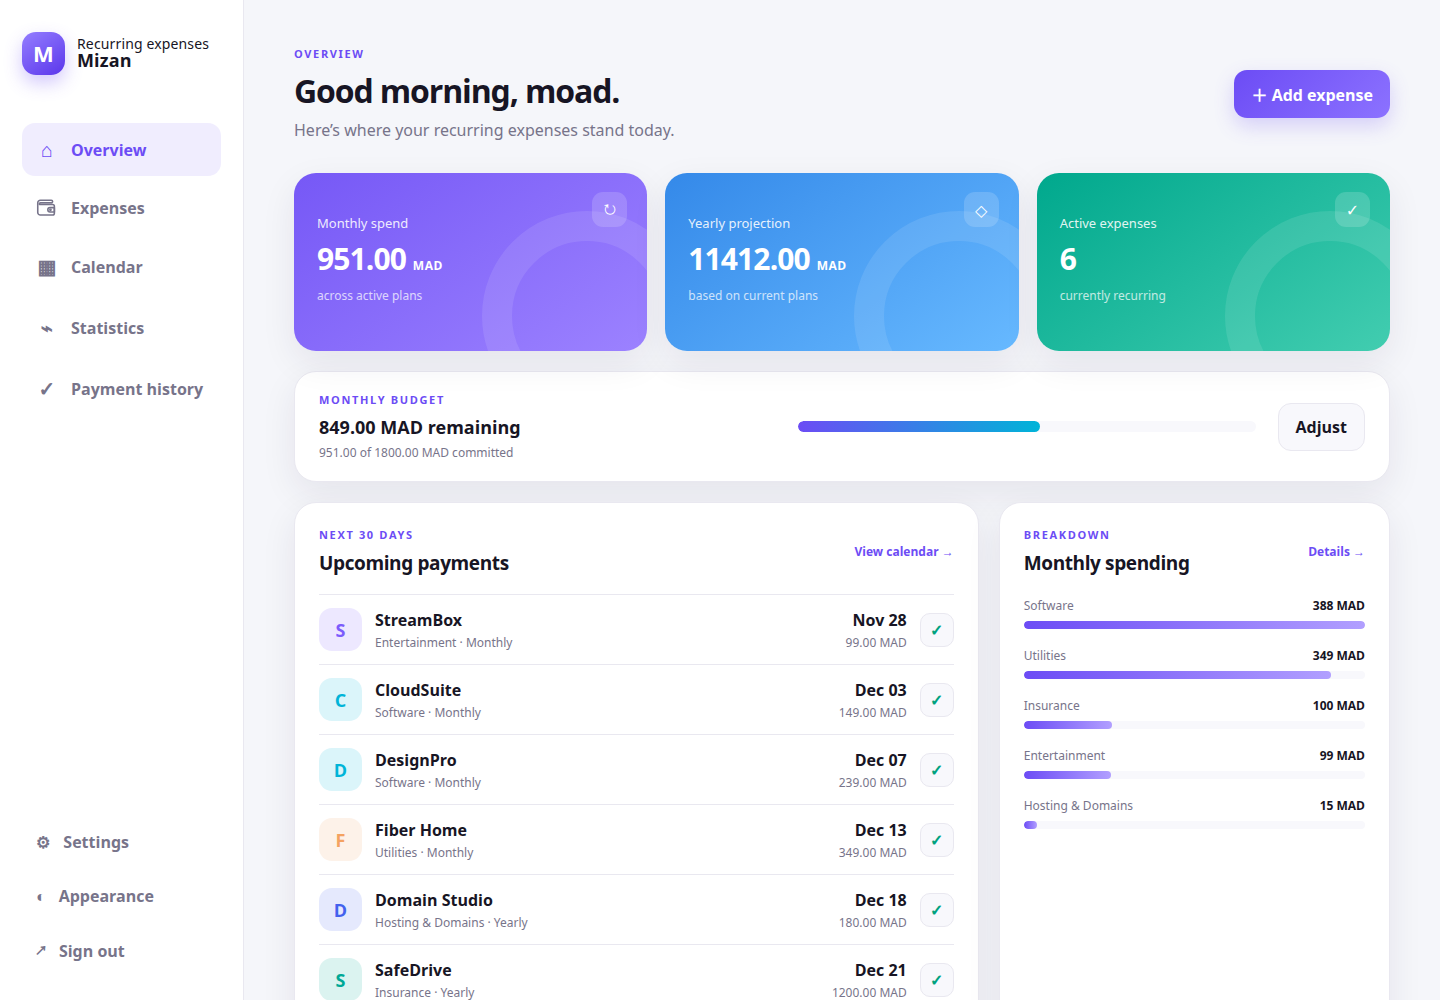 M
Recurring expenses
Mizan
Overview
Expenses
Calendar
Statistics
Payment history
Settings
Appearance
Sign out
OVERVIEW
Good morning, moad.
Here’s where your recurring expenses stand today.
+ Add expense
Monthly spend
951.00 MAD
across active plans
Yearly projection
11412.00 MAD
based on current plans
Active expenses
6
currently recurring
MONTHLY BUDGET
849.00 MAD remaining
951.00 of 1800.00 MAD committed
Adjust
NEXT 30 DAYS
Upcoming payments
View calendar →
S
StreamBox
Entertainment · Monthly
Nov 28
99.00 MAD
C
CloudSuite
Software · Monthly
Dec 03
149.00 MAD
D
DesignPro
Software · Monthly
Dec 07
239.00 MAD
F
Fiber Home
Utilities · Monthly
Dec 13
349.00 MAD
D
Domain Studio
Hosting & Domains · Yearly
Dec 18
180.00 MAD
S
SafeDrive
Insurance · Yearly
Dec 21
1200.00 MAD
BREAKDOWN
Monthly spending
Details →
Software 388 MAD
Utilities 349 MAD
Insurance 100 MAD
Entertainment 99 MAD
Hosting & Domains 15 MAD